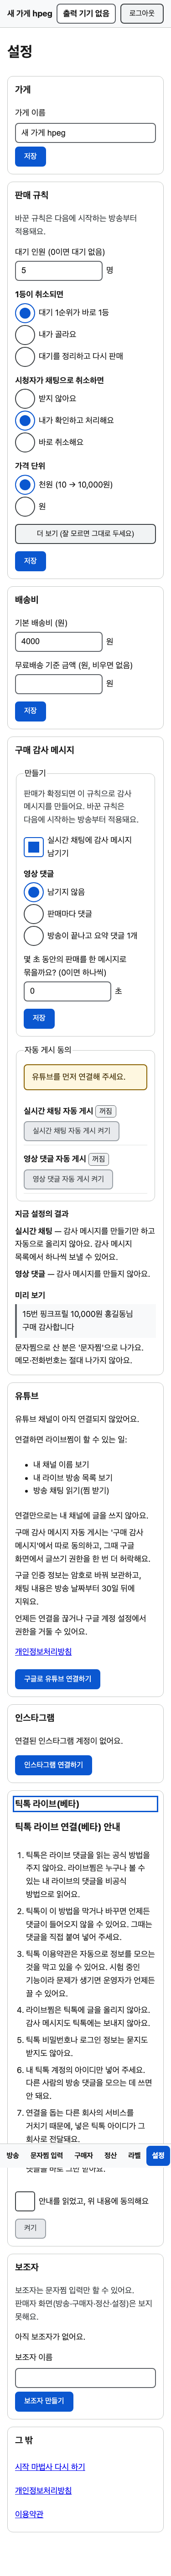 새 가게 hpeg
출력 기기 없음
로그아웃
설정
가게
가게 이름
새 가게 hpeg
저장
판매 규칙
바꾼 규칙은 다음에 시작하는 방송부터
적용돼요.
대기 인원 (0이면 대기 없음)
5 명
1등이 취소되면
대기 1순위가 바로 1등
내가 골라요
대기를 정리하고 다시 판매
시청자가 채팅으로 취소하면
받지 않아요
내가 확인하고 처리해요
바로 취소해요
가격 단위
천원 (10 → 10,000원)
원
더 보기 (잘 모르면 그대로 두세요)
저장
배송비
기본 배송비 (원)
4000 원
무료배송 기준 금액 (원, 비우면 없음)
원
저장
구매 감사 메시지
만들기
판매가 확정되면 이 규칙으로 감사
메시지를 만들어요. 바꾼 규칙은
다음에 시작하는 방송부터 적용돼요.
실시간 채팅에 감사 메시지
남기기
영상 댓글
남기지 않음
판매마다 댓글
방송이 끝나고 요약 댓글 1개
몇 초 동안의 판매를 한 메시지로
묶을까요? (0이면 하나씩)
0 초
저장
자동 게시 동의
유튜브를 먼저 연결해 주세요.
실시간 채팅 자동 게시 꺼짐
실시간 채팅 자동 게시 켜기
영상 댓글 자동 게시 꺼짐
영상 댓글 자동 게시 켜기
지금 설정의 결과
실시간 채팅 — 감사 메시지를 만들기만 하고
자동으로 올리지 않아요. 감사 메시지
목록에서 하나씩 보낼 수 있어요.
영상 댓글 — 감사 메시지를 만들지 않아요.
미리 보기
15번 핑크프릴 10,000원 홍길동님
구매 감사합니다
문자찜으로 산 분은 '문자찜'으로 나가요.
메모·전화번호는 절대 나가지 않아요.
유튜브
유튜브 채널이 아직 연결되지 않았어요.
연결하면 라이브찜이 할 수 있는 일:
• 내 채널 이름 보기
• 내 라이브 방송 목록 보기
• 방송 채팅 읽기(찜 받기)
연결만으로는 내 채널에 글을 쓰지 않아요.
구매 감사 메시지 자동 게시는 '구매 감사
메시지'에서 따로 동의하고, 그때 구글
화면에서 글쓰기 권한을 한 번 더 허락해요.
구글 인증 정보는 암호로 바꿔 보관하고,
채팅 내용은 방송 날짜부터 30일 뒤에
지워요.
언제든 연결을 끊거나 구글 계정 설정에서
권한을 거둘 수 있어요.
개인정보처리방침
구글로 유튜브 연결하기
인스타그램
연결된 인스타그램 계정이 없어요.
인스타그램 연결하기
틱톡 라이브(베타)
틱톡 라이브 연결(베타) 안내
1. 틱톡은 라이브 댓글을 읽는 공식 방법을
주지 않아요. 라이브찜은 누구나 볼 수
있는 내 라이브의 댓글을 비공식
방법으로 읽어요.
2. 틱톡이 이 방법을 막거나 바꾸면 언제든
댓글이 들어오지 않을 수 있어요. 그때는
댓글을 직접 붙여 넣어 주세요.
3. 틱톡 이용약관은 자동으로 정보를 모으는
것을 막고 있을 수 있어요. 시험 중인
기능이라 문제가 생기면 운영자가 언제든
끌 수 있어요.
4. 라이브찜은 틱톡에 글을 올리지 않아요.
감사 메시지도 틱톡에는 보내지 않아요.
5. 틱톡 비밀번호나 로그인 정보는 묻지도
받지도 않아요.
6. 내 틱톡 계정의 아이디만 넣어 주세요.
다른 사람의 방송 댓글을 모으는 데 쓰면
안 돼요.
7. 연결을 돕는 다른 회사의 서비스를
거치기 때문에, 넣은 틱톡 아이디가 그
회사로 전달돼요.
방송
문자찜 입력
구매자
정산
라벨
설정
안내를 읽었고, 위 내용에 동의해요
켜기
보조자
보조자는 문자찜 입력만 할 수 있어요.
판매자 화면(방송·구매자·정산·설정)은 보지
못해요.
아직 보조자가 없어요.
보조자 이름
보조자 만들기
그 밖
시작 마법사 다시 하기
개인정보처리방침
이용약관